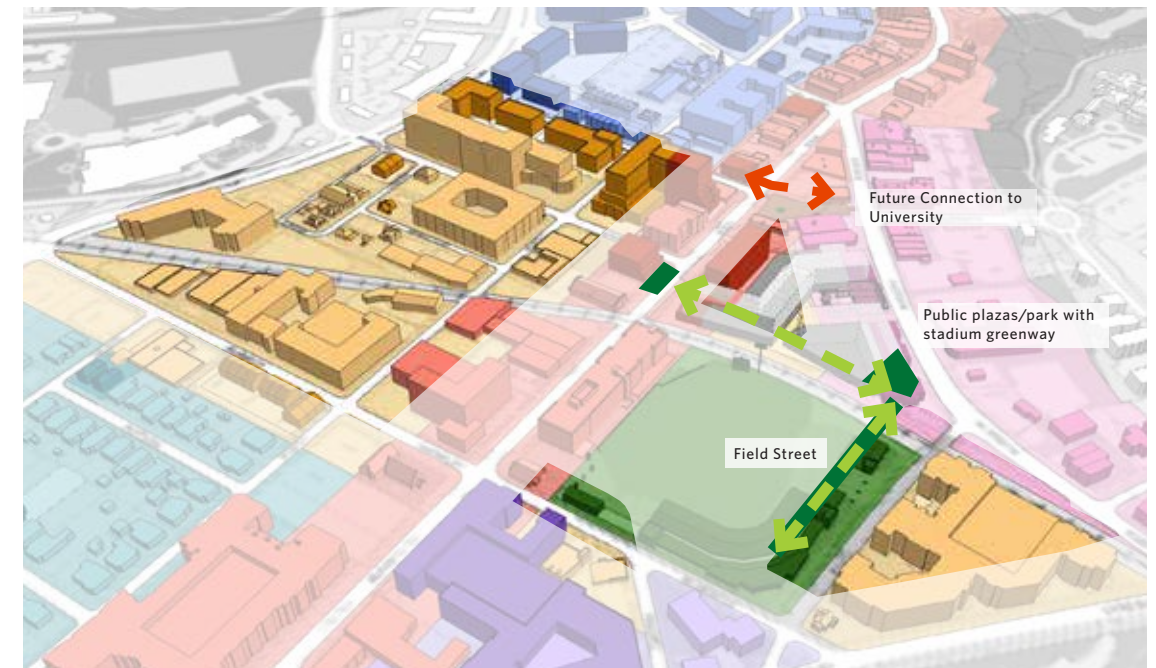 Future Connection to
University
Public plazas/park with
stadium greenway
Field Street